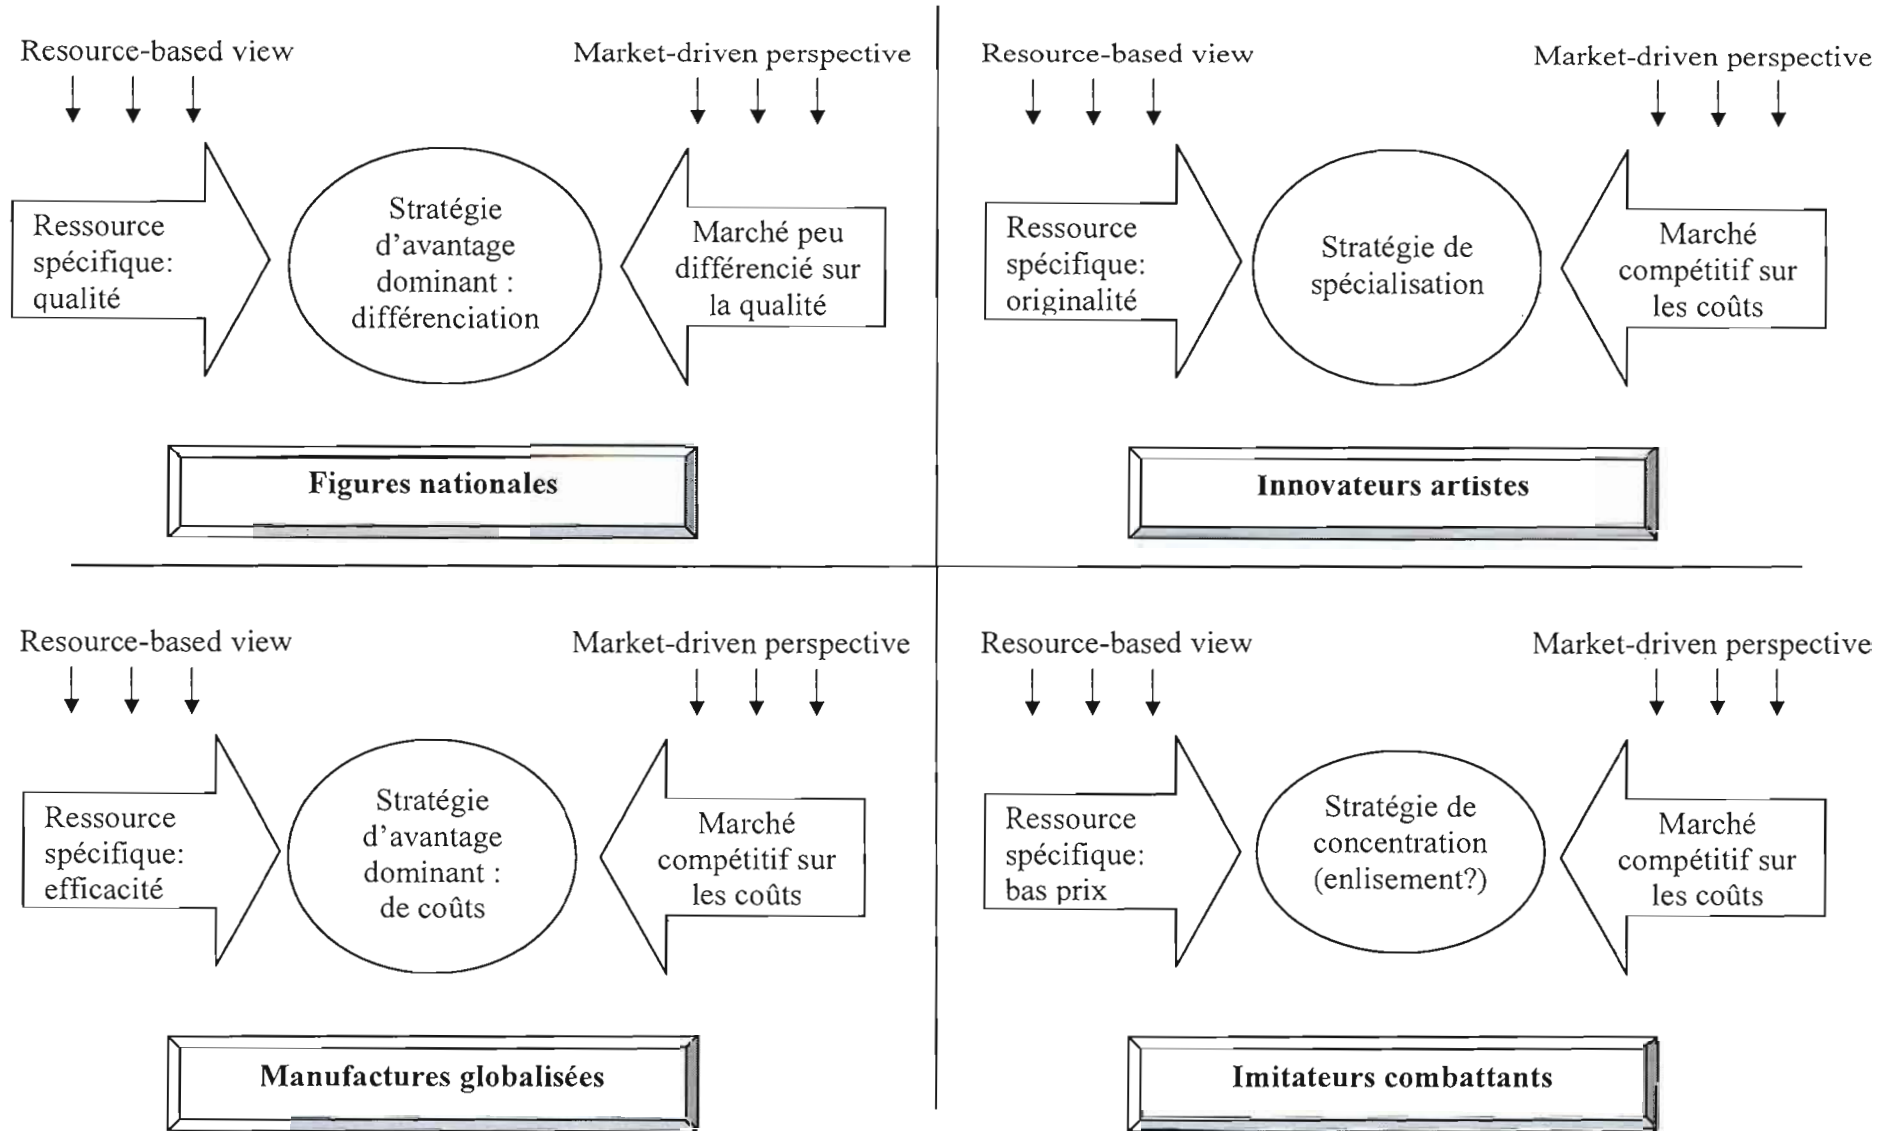 Resource-based view
Market-driven perspective
Ressource
spécifique:
qualité
Stratégie
d'avantage
dominant :
différenciation
Marché peu
différencié sur
la qualité
Figures nationales
Resource-based view
Market-driven perspective
Ressource
spécifique:
originalité
Stratégie de
spécialisation
Marché
compétitif sur
les coûts
Innovateurs artistes
Resource-based view
Market-driven perspective
Ressource
spécifique:
efficacité
Stratégie
d'avantage
dominant :
de coûts
Marché
compétitif sur
les coûts
Manufactures globalisées
Resource-based view
Market-driven perspective
Ressource
spécifique:
bas prix
Stratégie de
concentration
(enlisement?)
Marché
compétitif sur
les coûts
Imitateurs combattants